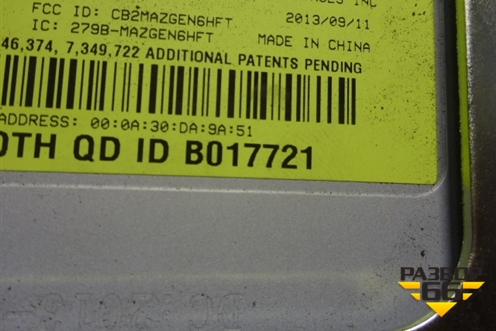 INC
FCC ID: CB2MAZGEN6HFT 2013/09/11
IC: 279B-MAZGEN6HFT MADE IN CHINA
46,374, 7,349,722 ADDITIONAL PATENTS PENDING
ADDRESS: 00:0A:30:DA:9A:51
OTH QD ID B017721
РАЗБОР
66